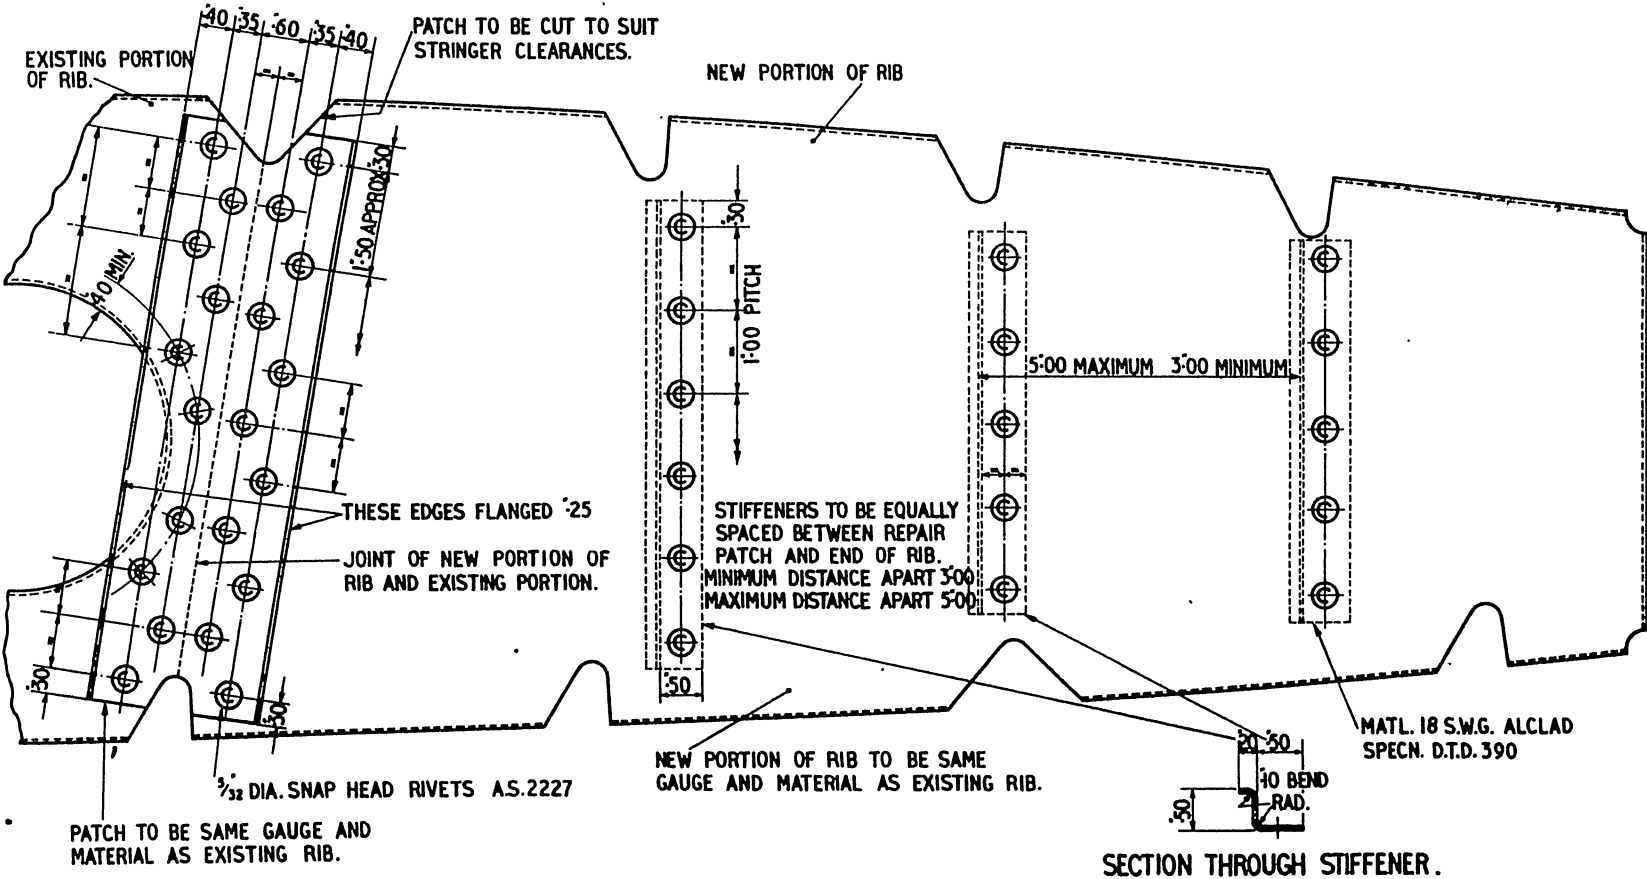 ·40 ·35 ·60 ·35 ·40
PATCH TO BE CUT TO SUIT
STRINGER CLEARANCES.
EXISTING PORTION
OF RIB.
NEW PORTION OF RIB
·30
1·50 APPROX.
·40 MIN.
·30
1·00 PITCH
5·00 MAXIMUM 3·00 MINIMUM
THESE EDGES FLANGED ·25
JOINT OF NEW PORTION OF
RIB AND EXISTING PORTION.
STIFFENERS TO BE EQUALLY
SPACED BETWEEN REPAIR
PATCH AND END OF RIB.
MINIMUM DISTANCE APART 3·00
MAXIMUM DISTANCE APART 5·00
·30
·30
·50
5/32" DIA. SNAP HEAD RIVETS A.S.2227
PATCH TO BE SAME GAUGE AND
MATERIAL AS EXISTING RIB.
NEW PORTION OF RIB TO BE SAME
GAUGE AND MATERIAL AS EXISTING RIB.
MATL. 18 S.W.G. ALCLAD
SPECN. D.T.D. 390
·20 ·50
·10 BEND
RAD.
·50
SECTION THROUGH STIFFENER.